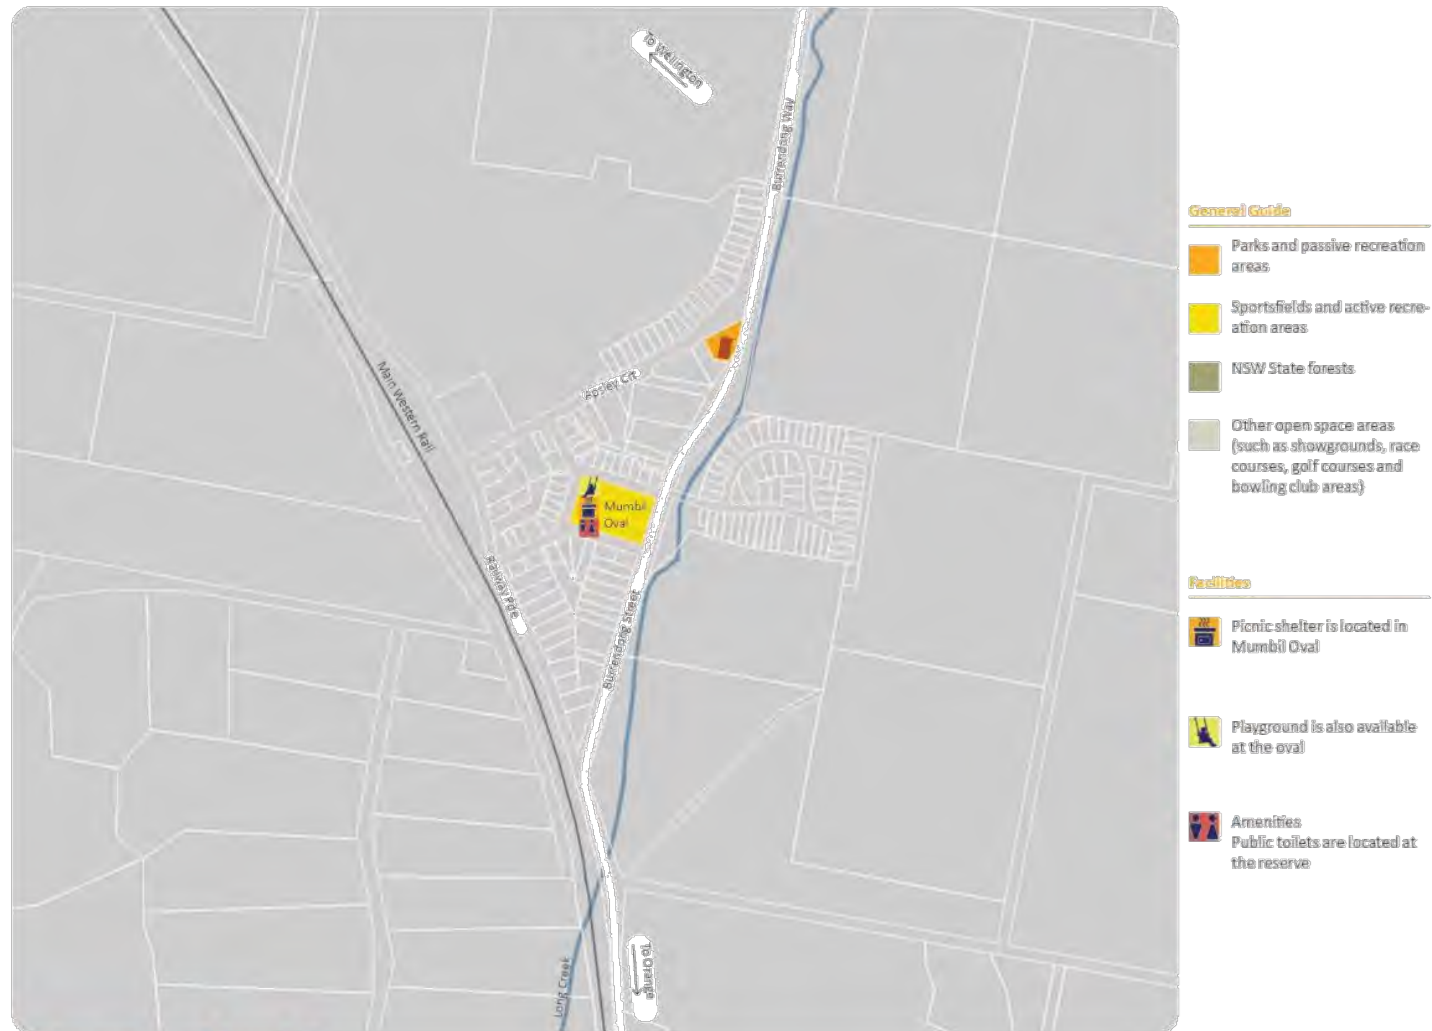 To Wellington
Burrendong Way
Main Western Rail
Apsley Crt
Mumbil
Oval
Railway Pde
Burrendong Street
Long Creek
To Orange
General Guide
Parks and passive recreation
areas
Sportsfields and active recre-
ation areas
NSW State forests
Other open space areas
(such as showgrounds, race
courses, golf courses and
bowling club areas)
Facilities
Picnic shelter is located in
Mumbil Oval
Playground is also available
at the oval
Amenities
Public toilets are located at
the reserve